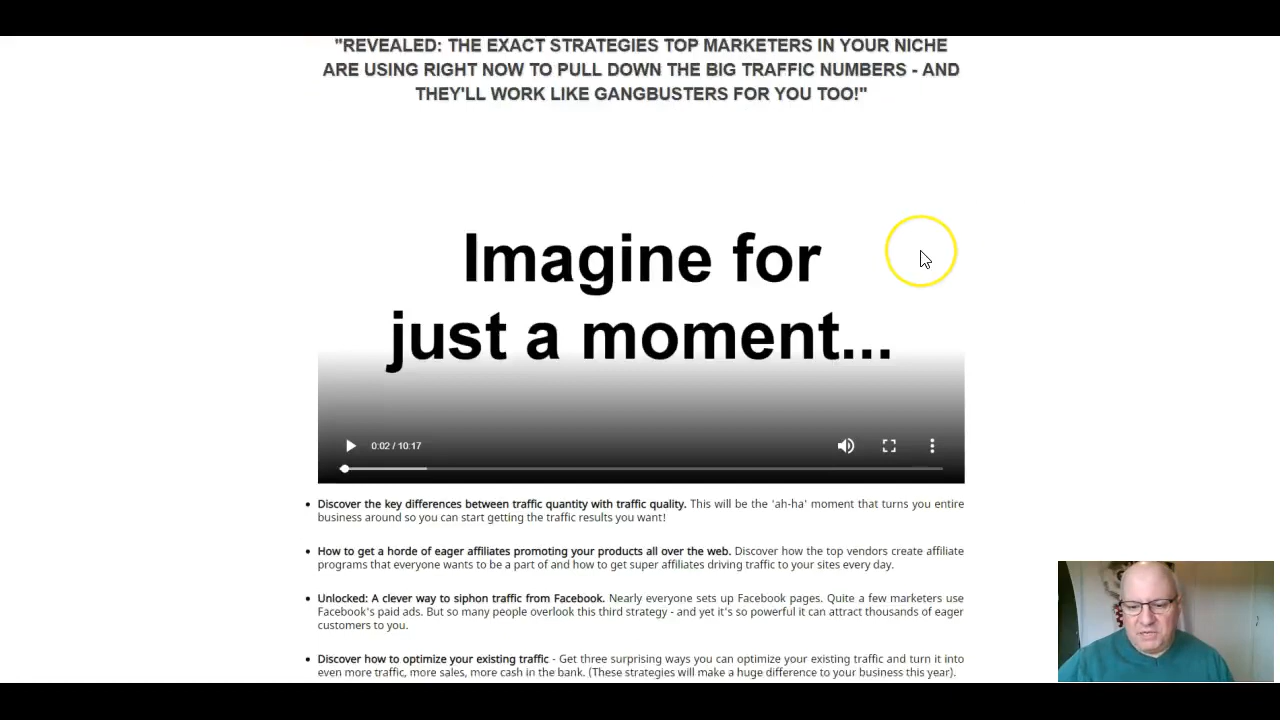 "REVEALED: THE EXACT STRATEGIES TOP MARKETERS IN YOUR NICHE
ARE USING RIGHT NOW TO PULL DOWN THE BIG TRAFFIC NUMBERS - AND
THEY'LL WORK LIKE GANGBUSTERS FOR YOU TOO!"
Imagine for
just a moment...
0:02 / 10:17
• Discover the key differences between traffic quantity with traffic quality. This will be the 'ah-ha' moment that turns you entire
business around so you can start getting the traffic results you want!
• How to get a horde of eager affiliates promoting your products all over the web. Discover how the top vendors create affiliate
programs that everyone wants to be a part of and how to get super affiliates driving traffic to your sites every day.
• Unlocked: A clever way to siphon traffic from Facebook. Nearly everyone sets up Facebook pages. Quite a few marketers use
Facebook's paid ads. But so many people overlook this third strategy - and yet it's so powerful it can attract thousands of eager
customers to you.
• Discover how to optimize your existing traffic - Get three surprising ways you can optimize your existing traffic and turn it into
even more traffic, more sales, more cash in the bank. (These strategies will make a huge difference to your business this year).